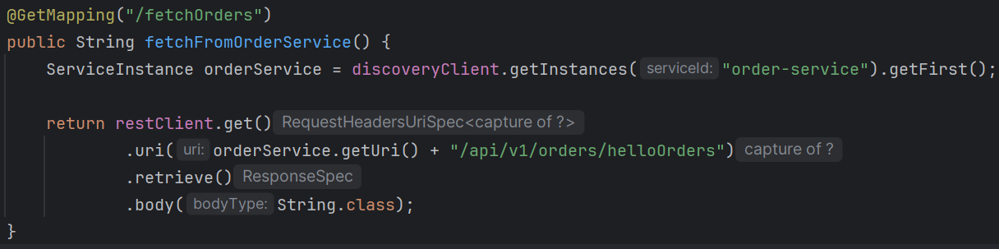 @GetMapping("/fetchOrders")
public String fetchFromOrderService() {
ServiceInstance orderService = discoveryClient.getInstances( serviceId: "order-service").getFirst();
return restClient.get() RequestHeadersUriSpec<capture of ?>
.uri( uri: orderService.getUri() + "/api/v1/orders/helloOrders") capture of ?
.retrieve() ResponseSpec
.body( bodyType: String.class);
}